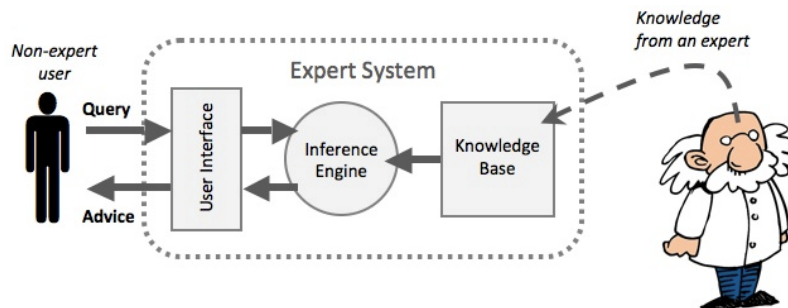 Non-expert
user
Query
Advice
Expert System
User Interface
Inference
Engine
Knowledge
Base
Knowledge
from an expert